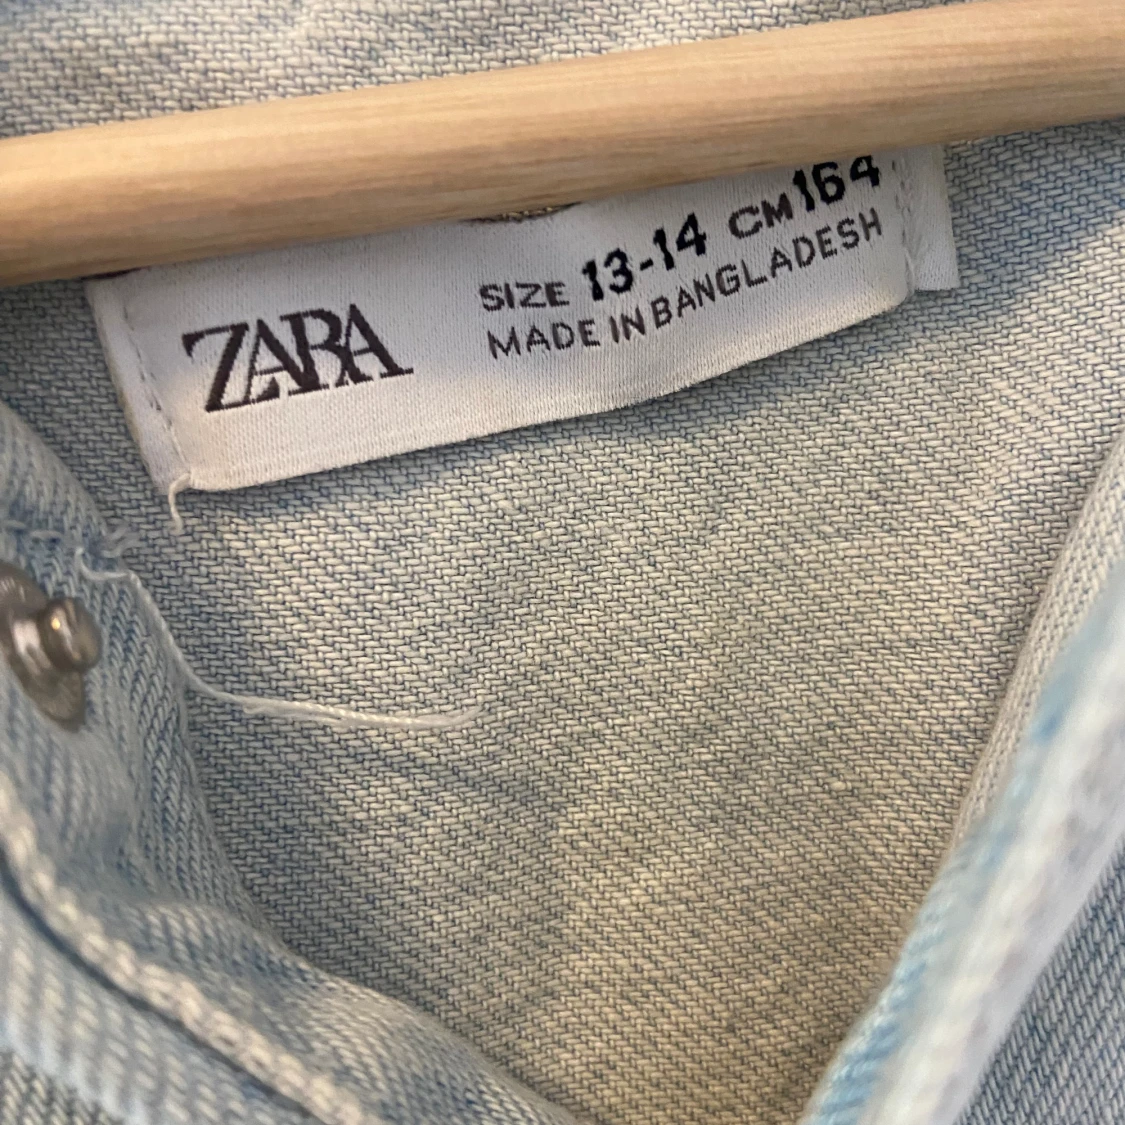 ZARA
SIZE 13-14 CM 164
MADE IN BANGLADESH